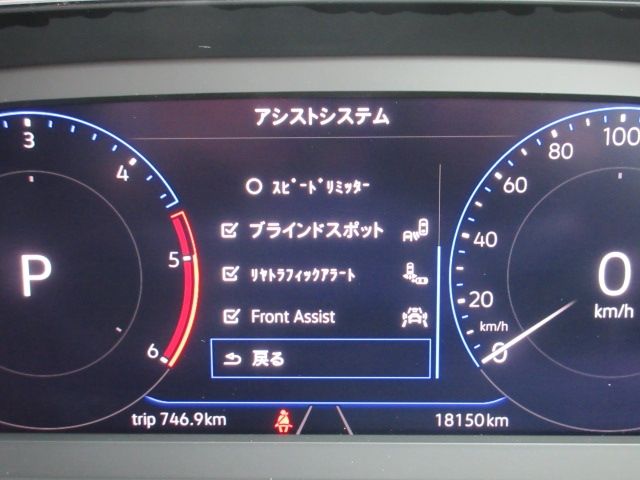 アシストシステム
3
4
5
6
P
スピードリミッター
ブラインドスポット
リヤトラフィックアラート
Front Assist
戻る
100
80
60
40
20
km/h
0
0
km/h
trip 746.9km
18150km